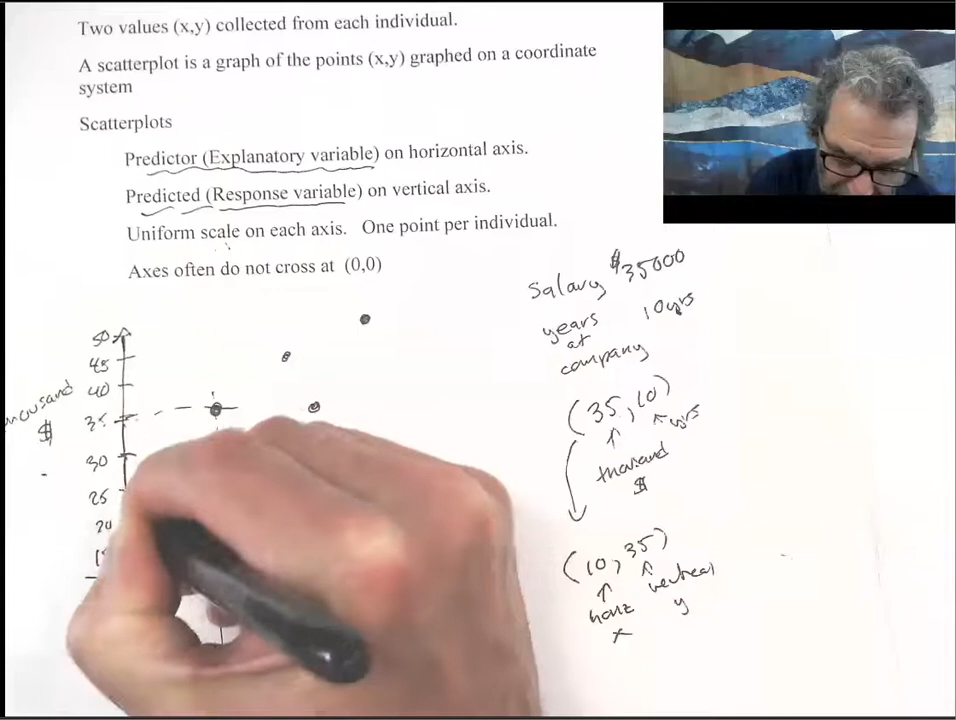 Two values (x,y) collected from each individual.
A scatterplot is a graph of the points (x,y) graphed on a coordinate
system
Scatterplots
Predictor (Explanatory variable) on horizontal axis.
Predicted (Response variable) on vertical axis.
Uniform scale on each axis. One point per individual.
Axes often do not cross at (0,0)
Salary $35000
years 10 yrs
at
company
(35,10)
yrs
thousand
$
(10,35)
vertical
horiz
y
x
50
45
40
35
30
25
20
$